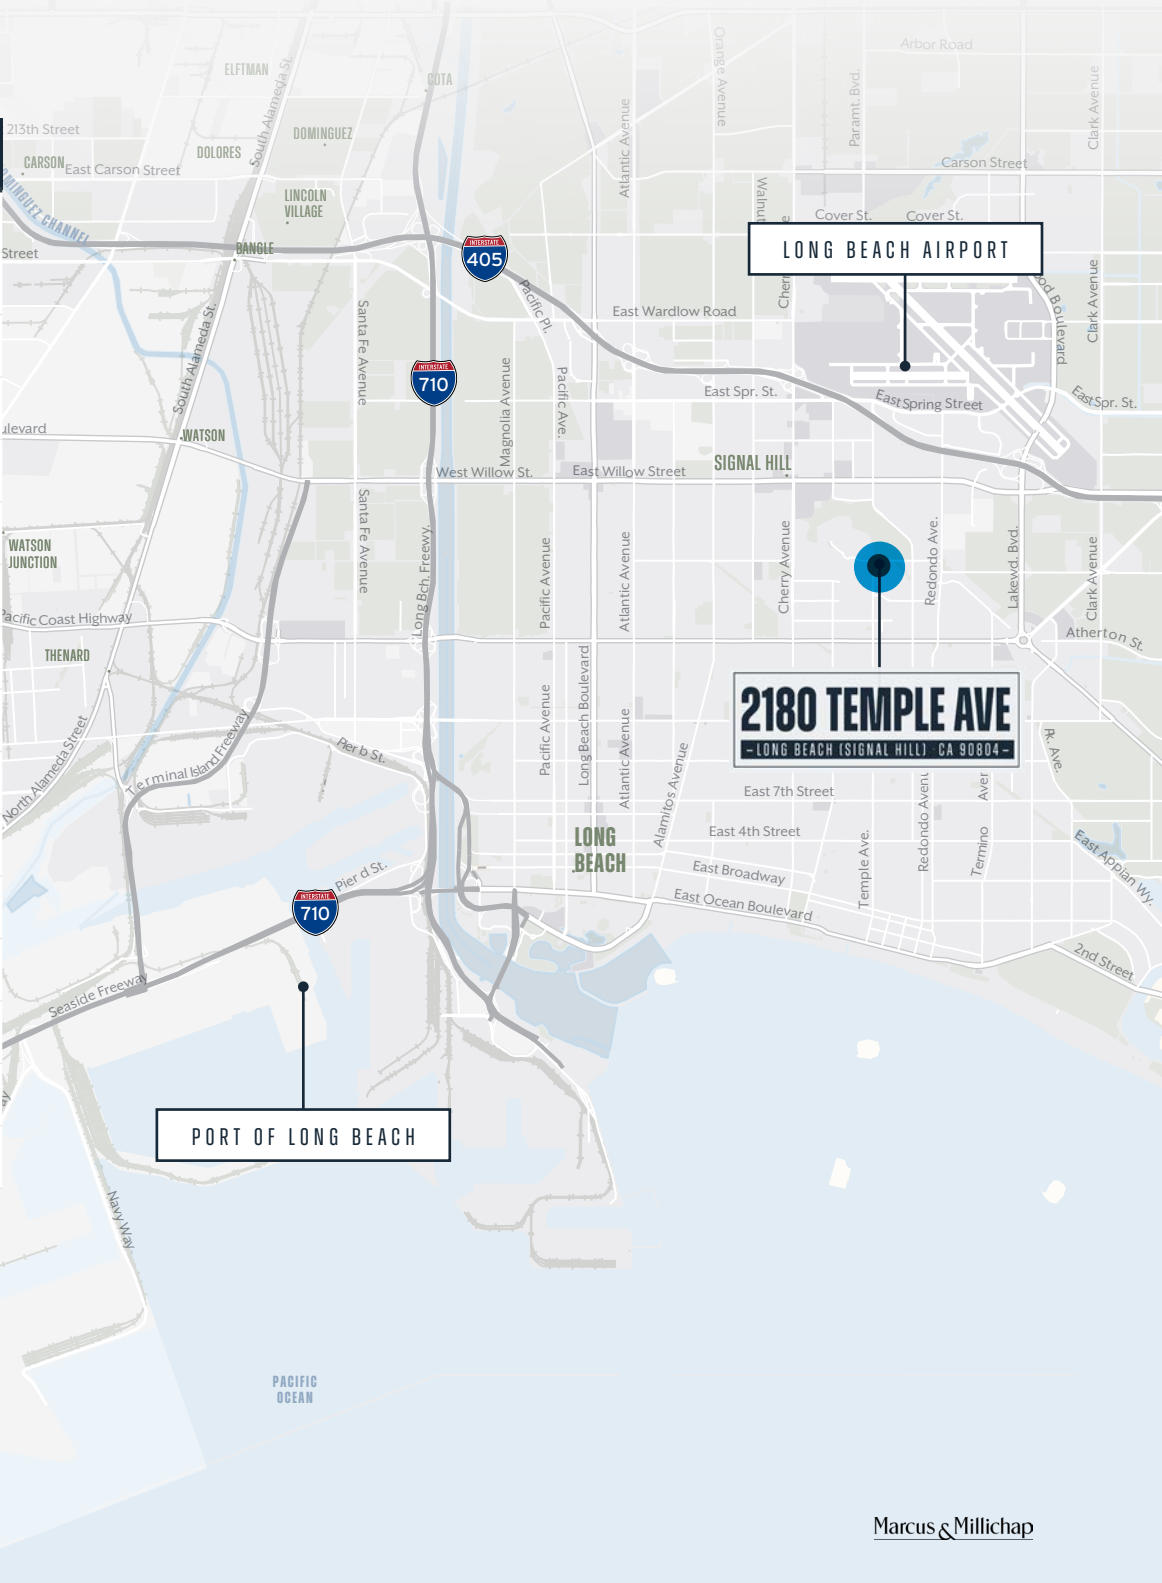 Arbor Road
Orange Avenue
ELFTMAN
COTA
South Alameda St.
Paramt. Blvd.
Clark Avenue
Atlantic Avenue
213th Street
DOMINGUEZ
DOLORES
CARSON
East Carson Street
Carson Street
LINCOLN
VILLAGE
Walnut
Cover St.
Cover St.
LONG BEACH AIRPORT
BANGLE
Street
INTERSTATE
405
Pacific Pl.
East Wardlow Road
Clark Avenue
South Alameda St.
Santa Fe Avenue
INTERSTATE
710
Magnolia Avenue
Pacific Ave.
East Spr. St.
East Spring Street
East Spr. St.
WATSON
West Willow St.
East Willow Street
SIGNAL HILL
Santa Fe Avenue
Long Bch. Freewy.
Pacific Avenue
Atlantic Avenue
Cherry Avenue
Redondo Ave.
Lakewd. Bvd.
Clark Avenue
WATSON
JUNCTION
Pacific Coast Highway
Atherton St.
THENARD
2180 TEMPLE AVE
–LONG BEACH (SIGNAL HILL) · CA 90804–
North Alameda Street
Terminal Island Freeway
Pier b St.
Pacific Avenue
Long Beach Boulevard
Atlantic Avenue
Alamitos Avenue
Pk. Ave.
East 7th Street
East 4th Street
LONG
BEACH
East Broadway
Temple Ave.
Termino
East Appian Wy.
East Ocean Boulevard
Pier d St.
INTERSTATE
710
2nd Street
Seaside Freeway
PORT OF LONG BEACH
Navy Way
PACIFIC
OCEAN
Marcus & Millichap